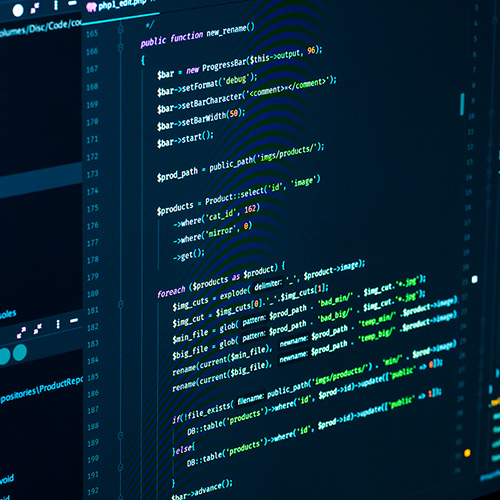 php1_edit.php
olumes/Disc/Code/co
165 */
166 public function new_rename()
167 {
168 $bar = new ProgressBar($this->output, 96);
169 $bar->setFormat('debug');
170 $bar->setBarCharacter('<comment>=</comment>');
171 $bar->setBarWidth(50);
172 $bar->start();
173
174 $prod_path = public_path('imgs/products/');
175
176 $products = Product::select('id', 'image')
177 ->where('cat_id', 162)
178 ->where('mirror', 0)
179 ->get();
180
181 foreach ($products as $product) {
182 $img_cuts = explode( delimiter: '_', $product->image);
183 $img_cut = $img_cuts[0].'_'.$img_cuts[1];
184 $min_file = glob( pattern: $prod_path . 'bad_min/' . $img_cut.'*.jpg');
185 $big_file = glob( pattern: $prod_path . 'bad_big/' . $img_cut.'*.jpg');
186 rename(current($min_file), newname: $prod_path . 'temp_min/' . $product->image)
187 rename(current($big_file), newname: $prod_path . 'temp_big/' . $product->image)
188 if(!file_exists( filename: public_path('imgs/products/') . 'min/' . $prod->image)
189 DB::table('products')->where('id', $prod->id)->update(['public' => 0]);
190 }else{
191 DB::table('products')->where('id', $prod->id)->update(['public' => 1]);
192 }
$bar->advance();
soles
epositories\ProductRepo
void
void